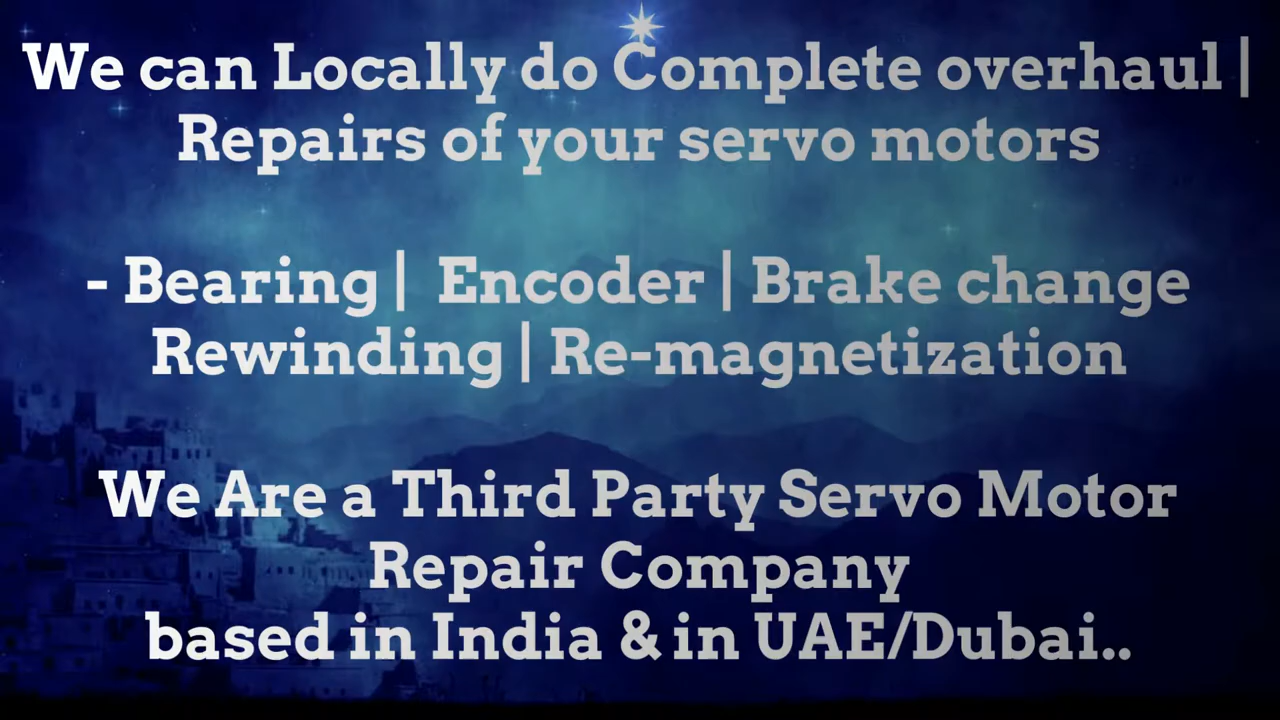 We can Locally do Complete overhaul |
Repairs of your servo motors
- Bearing | Encoder | Brake change
Rewinding | Re-magnetization
We Are a Third Party Servo Motor
Repair Company
based in India & in UAE/Dubai..